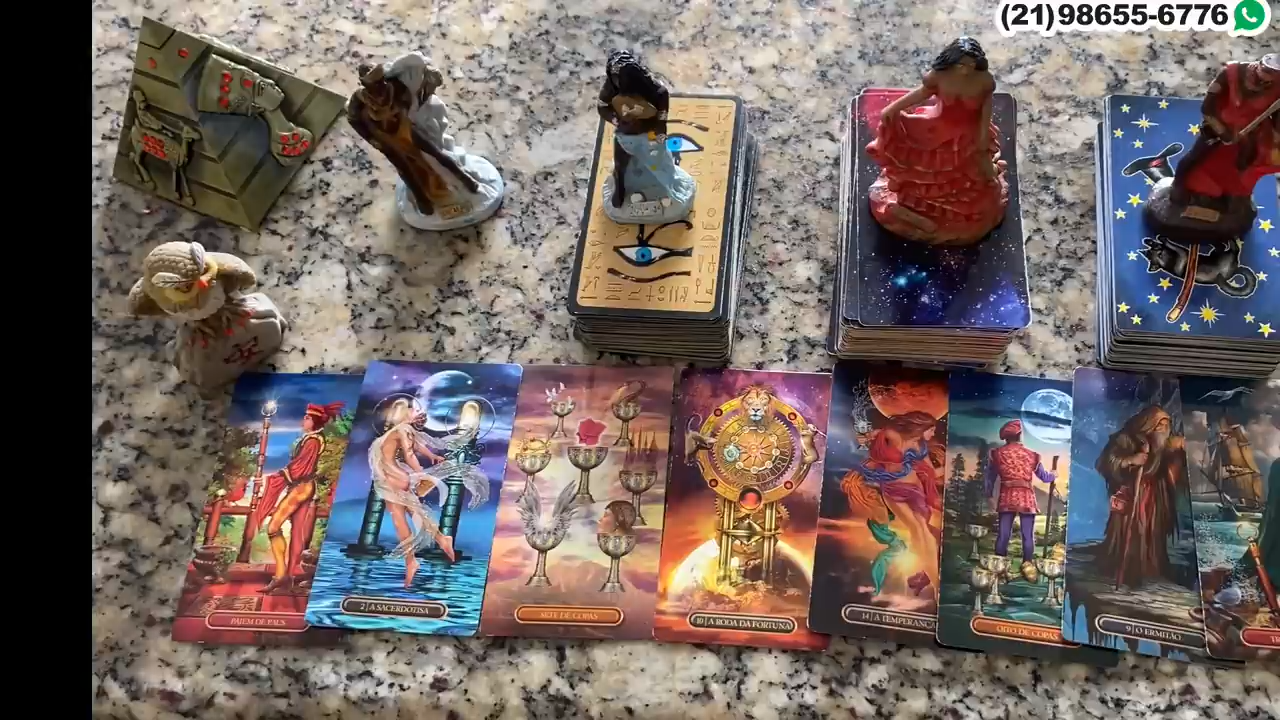 (21)98655-6776
PAJEM DE PAUS
2 | A SACERDOTISA
SETE DE COPAS
10 | A RODA DA FORTUNA
14 | A TEMPERANÇA
OITO DE COPAS
9 | O ERMITÃO